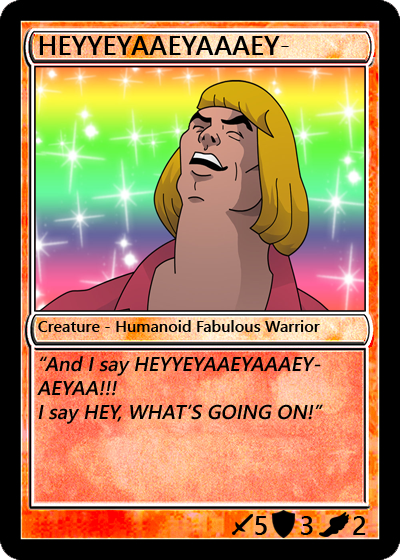 HEYYEYAAEYAAAEY-
Creature - Humanoid Fabulous Warrior
“And I say HEYYEYAAEYAAAEY-
AEYAA!!!
I say HEY, WHAT'S GOING ON!”
5 3 2